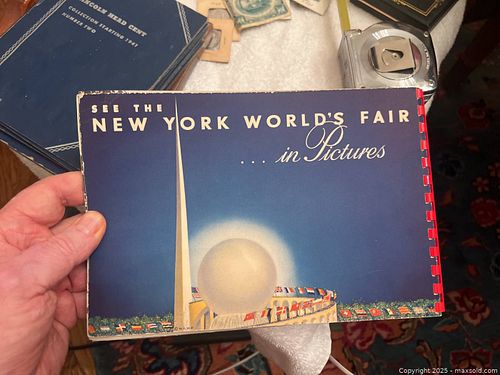 LINCOLN HEAD CENT
COLLECTION STARTING 1941
NUMBER TWO
SEE THE
NEW YORK WORLD'S FAIR
... in Pictures
Copyright 2025 - maxsold.com